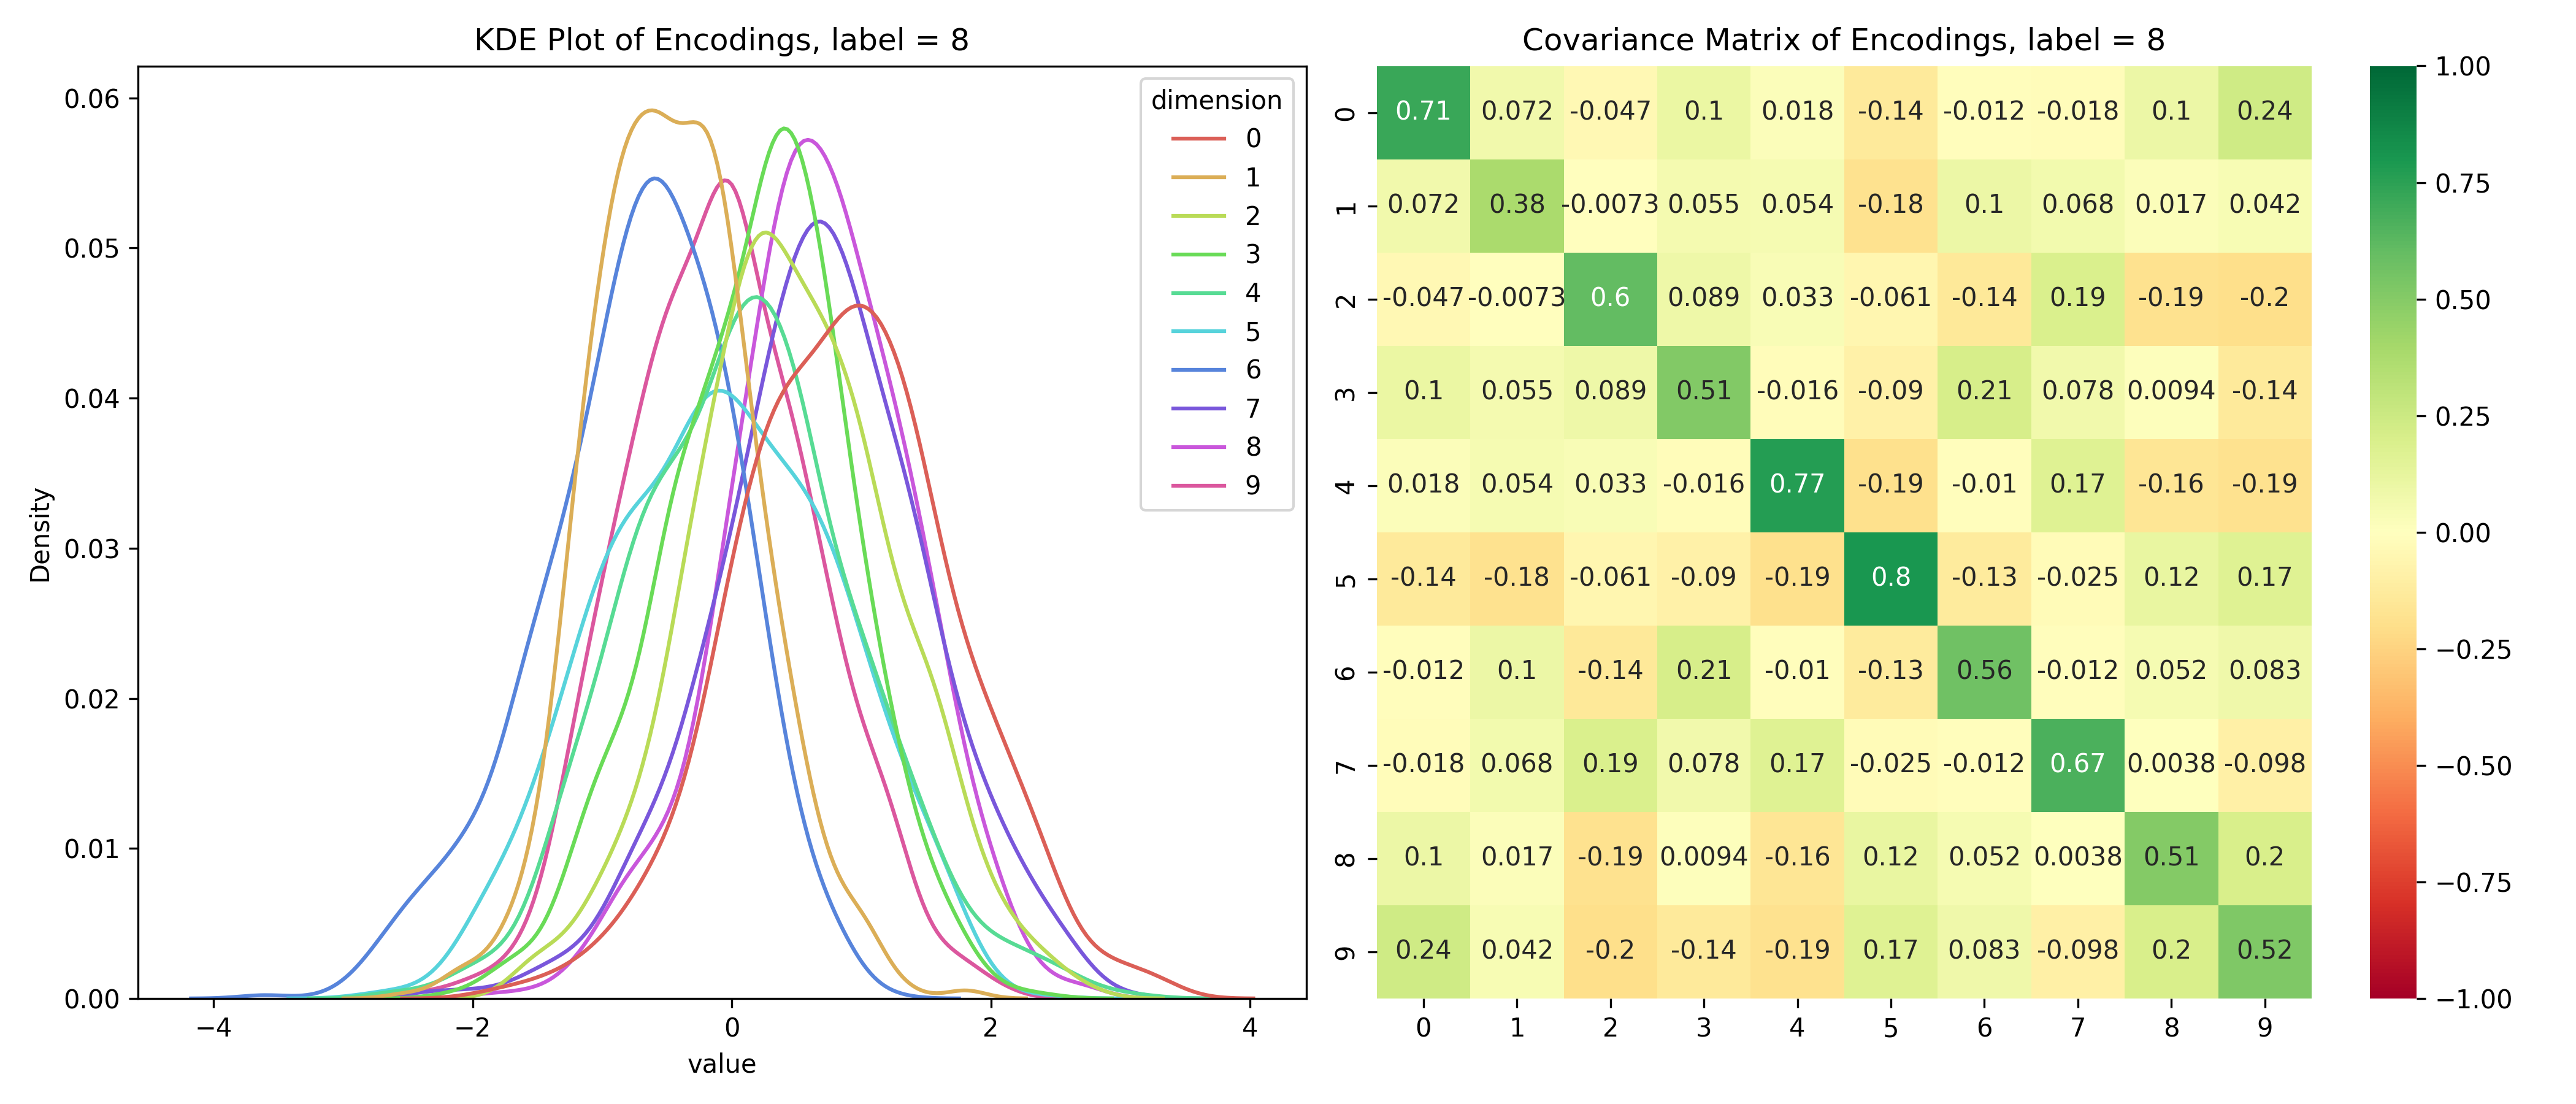 KDE Plot of Encodings, label = 8
0.06
0.05
0.04
0.03
0.02
0.01
0.00
Density
−4 −2 0 2 4
value
dimension
0
1
2
3
4
5
6
7
8
9
Covariance Matrix of Encodings, label = 8
0 0.71 0.072 -0.047 0.1 0.018 -0.14 -0.012 -0.018 0.1 0.24
1 0.072 0.38 -0.0073 0.055 0.054 -0.18 0.1 0.068 0.017 0.042
2 -0.047 -0.0073 0.6 0.089 0.033 -0.061 -0.14 0.19 -0.19 -0.2
3 0.1 0.055 0.089 0.51 -0.016 -0.09 0.21 0.078 0.0094 -0.14
4 0.018 0.054 0.033 -0.016 0.77 -0.19 -0.01 0.17 -0.16 -0.19
5 -0.14 -0.18 -0.061 -0.09 -0.19 0.8 -0.13 -0.025 0.12 0.17
6 -0.012 0.1 -0.14 0.21 -0.01 -0.13 0.56 -0.012 0.052 0.083
7 -0.018 0.068 0.19 0.078 0.17 -0.025 -0.012 0.67 0.0038 -0.098
8 0.1 0.017 -0.19 0.0094 -0.16 0.12 0.052 0.0038 0.51 0.2
9 0.24 0.042 -0.2 -0.14 -0.19 0.17 0.083 -0.098 0.2 0.52
0 1 2 3 4 5 6 7 8 9
1.00
0.75
0.50
0.25
0.00
−0.25
−0.50
−0.75
−1.00